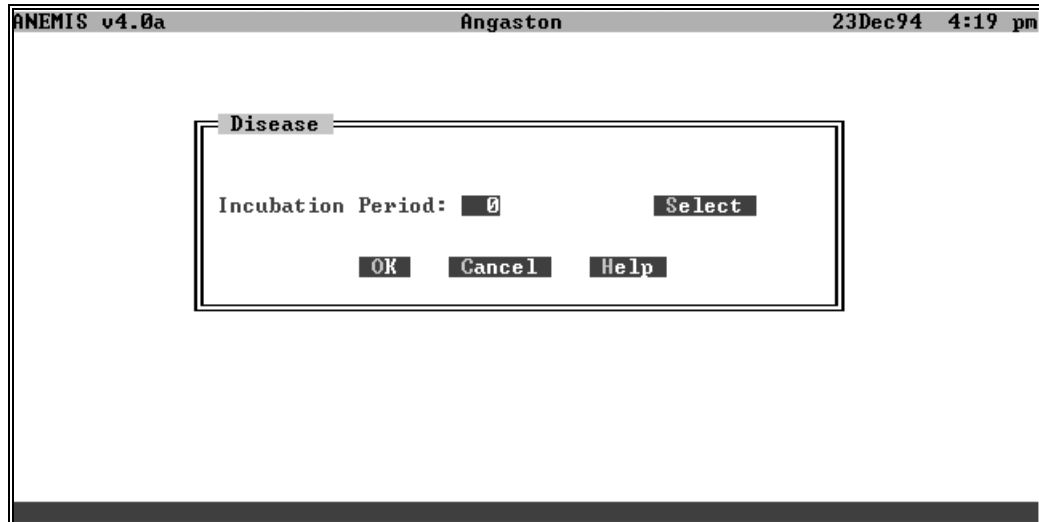 ANEMIS v4.0a Angaston 23Dec94 4:19 pm
Disease
Incubation Period: 0 Select
OK Cancel Help